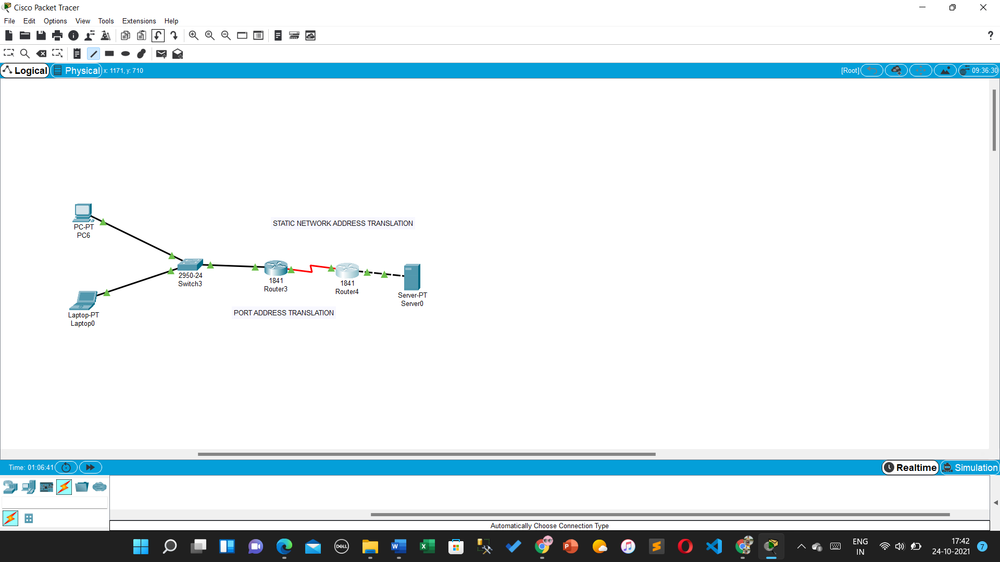 Cisco Packet Tracer
File Edit Options View Tools Extensions Help
?
Logical Physical x: 1171, y: 710 [Root] 09:36:30
STATIC NETWORK ADDRESS TRANSLATION
PC-PT
PC6
2950-24
Switch3
1841
Router3
1841
Router4
Server-PT
Server0
Laptop-PT
Laptop0
PORT ADDRESS TRANSLATION
Time: 01:06:41 Realtime Simulation
Automatically Choose Connection Type
ENG
IN
17:42
24-10-2021
7